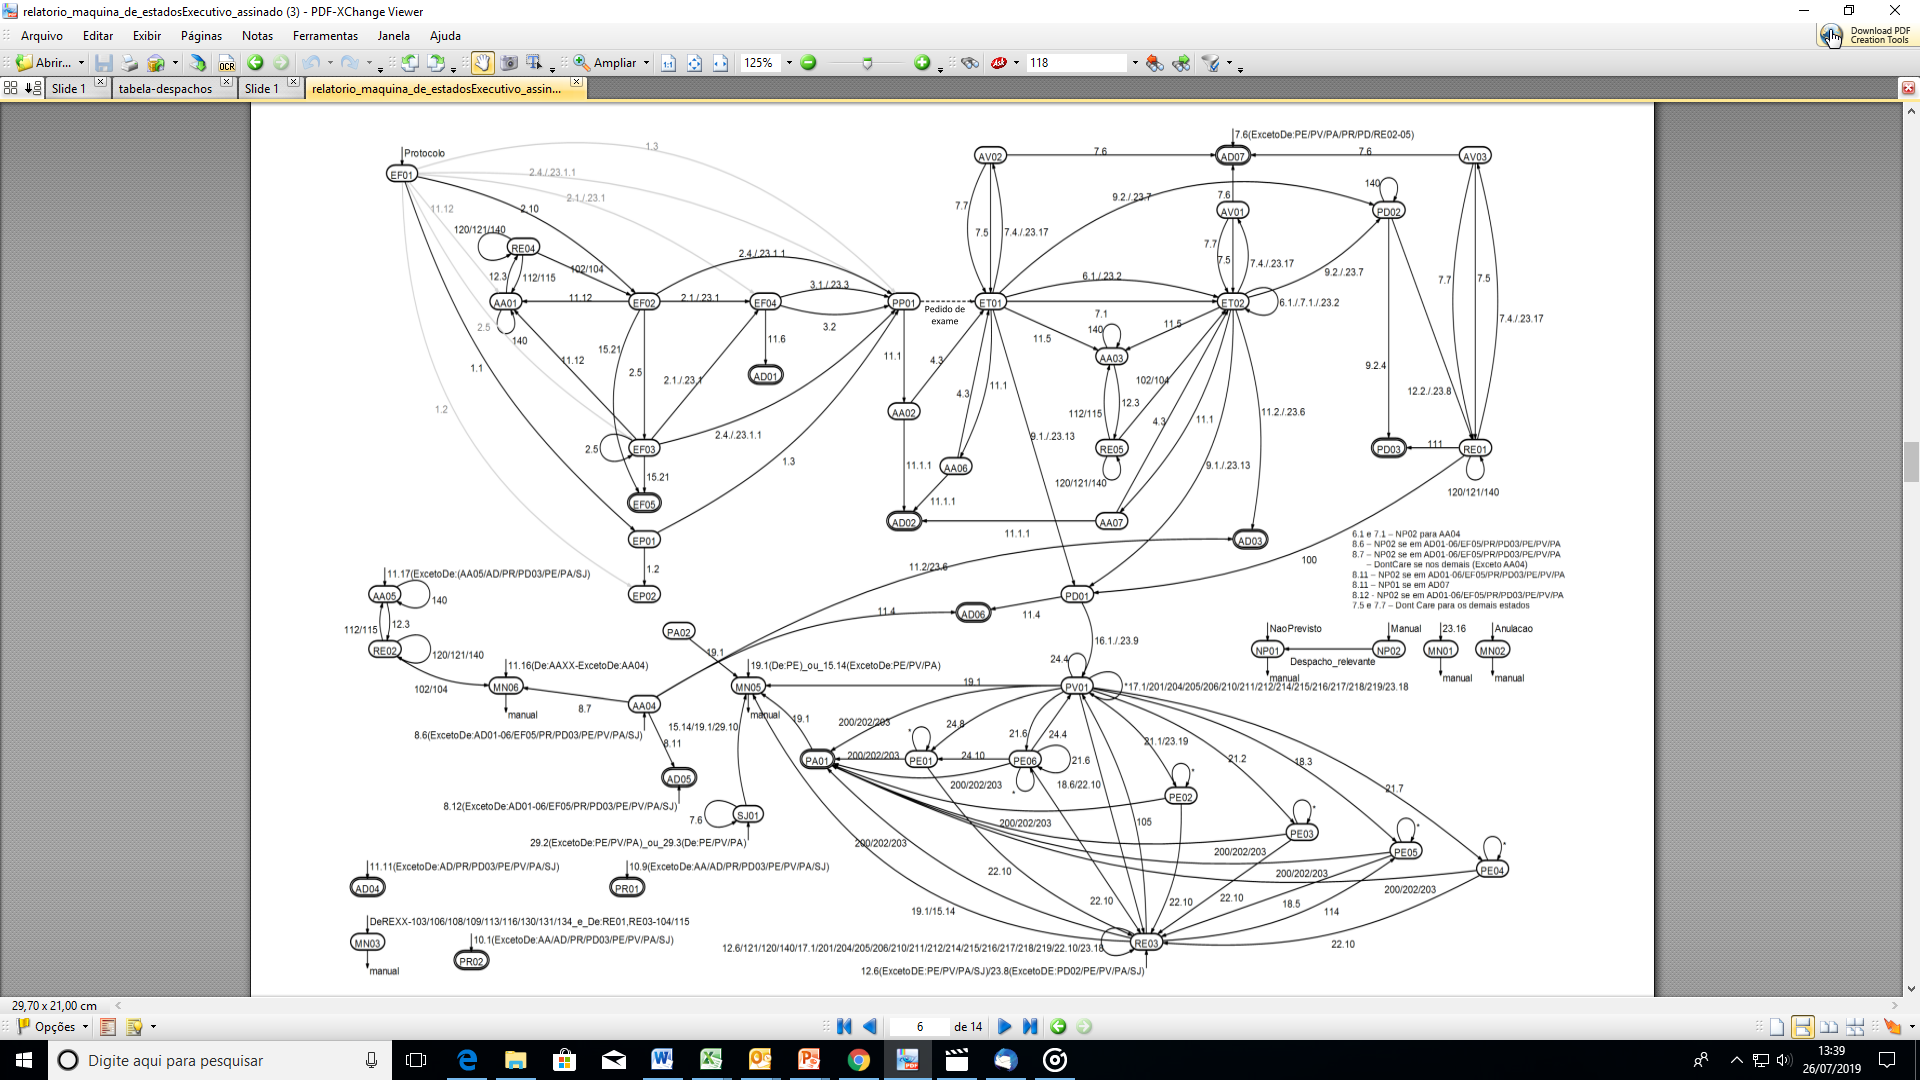 relatorio_maquina_de_estadosExecutivo_assinado (3) - PDF-XChange Viewer
Arquivo Editar Exibir Páginas Notas Ferramentas Janela Ajuda
Download PDF
Creation Tools
Abrir... OCR Ampliar 125% 118
Slide 1 tabela-despachos Slide 1 relatorio_maquina_de_estadosExecutivo_assin...
7.6(ExcetoDe:PE/PV/PA/PR/PD/RE02-05)
Protocolo 1.3
AV02 7.6 AD07 7.6 AV03
EF01 2.4./.23.1.1
140
2.1./.23.1 9.2./.23.7 7.6
11.12 2.10 7.7 AV01 PD02
120/121/140 7.5 7.4./.23.17
RE04 7.7
2.4./.23.1.1 7.5 7.4./.23.17
102/104 9.2./.23.7
12.3 112/115 3.1/.23.3 6.1./.23.2 7.7 7.5
AA01 11.12 EF02 2.1/.23.1 EF04 PP01 ET01 ET02 6.1./.7.1./.23.2
Pedido de
exame
7.1
2.5 3.2 140 11.5 7.4./.23.17
140 11.6 11.5
15.21 11.1 AA03
11.12 4.3
1.1 2.5 2.1./.23.1 AD01 102/104 9.2.4
4.3 11.1 12.3 12.2./.23.8
1.2 AA02 112/115 4.3 11.1 11.2./.23.6
2.4./.23.1.1 9.1./.23.13
2.5 EF03 RE05 PD03 111 RE01
1.3 11.1.1 AA06 9.1./.23.13
15.21 120/121/140 120/121/140
EF05 11.1.1
AD02 AA07
11.1.1
EP01 AD03
6.1 e 7.1 – NP02 para AA04
8.6 – NP02 se em AD01-06/EF05/PR/PD03/PE/PV/PA
8.7 – NP02 se em AD01-06/EF05/PR/PD03/PE/PV/PA
– DontCare se nos demais (Exceto AA04)
8.11 – NP02 se em AD01-06/EF05/PR/PD03/PE/PV/PA
8.11 – NP01 se em AD07
8.12 - NP02 se em AD01-06/EF05/PR/PD03/PE/PV/PA
7.5 e 7.7 – Dont Care para os demais estados
1.2 11.2/23.6 100
11.17(ExcetoDe:(AA05/AD/PR/PD03/PE/PA/SJ)
AA05 140 EP02 PD01
11.4 AD06 11.4
112/115 12.3 PA02 16.1./.23.9
NaoPrevisto Manual 23.16 Anulacao
RE02 120/121/140 19.1 24.4 NP01 NP02 MN01 MN02
Despacho_relevante
manual manual manual
11.16(De:AAXX-ExcetoDe:AA04) 19.1(De:PE)_ou_15.14(ExcetoDe:PE/PV/PA)
102/104 MN06 MN05 19.1 PV01 *17.1/201/204/205/206/210/211/212/214/215/216/217/218/219/23.18
manual 8.7 AA04 manual 19.1
15.14/19.1/29.10 200/202/203 24.8 21.6 24.4
8.6(ExcetoDe:AD01-06/EF05/PR/PD03/PE/PV/PA/SJ) 8.11 * 21.1/23.19
PA01 200/202/203 PE01 24.10 PE06 21.6 21.2 18.3
AD05 200/202/203 * 18.6/22.10 * 21.7
8.12(ExcetoDe:AD01-06/EF05/PR/PD03/PE/PV/PA/SJ) PE02
7.6 SJ01 200/202/203 105 *
PE03 *
29.2(ExcetoDe:PE/PV/PA)_ou_29.3(De:PE/PV/PA) 200/202/203 200/202/203 PE05 *
11.11(ExcetoDe:AD/PR/PD03/PE/PV/PA/SJ) 10.9(ExcetoDe:AA/AD/PR/PD03/PE/PV/PA/SJ) 22.10 200/202/203 PE04
AD04 PR01 200/202/203
22.10 22.10 22.10 18.5
19.1/15.14 114
DeREXX-103/106/108/109/113/116/130/131/134_e_De:RE01,RE03-104/115
MN03 10.1(ExcetoDe:AA/AD/PR/PD03/PE/PV/PA/SJ) RE03 22.10
12.6/121/120/140/17.1/201/204/205/206/210/211/212/214/215/216/217/218/219/22.10/23.18
manual PR02 12.6(ExcetoDE:PE/PV/PA/SJ)/23.8(ExcetoDE:PD02/PE/PV/PA/SJ)
29,70 x 21,00 cm
Opções 6 de 14
Digite aqui para pesquisar
13:39
26/07/2019